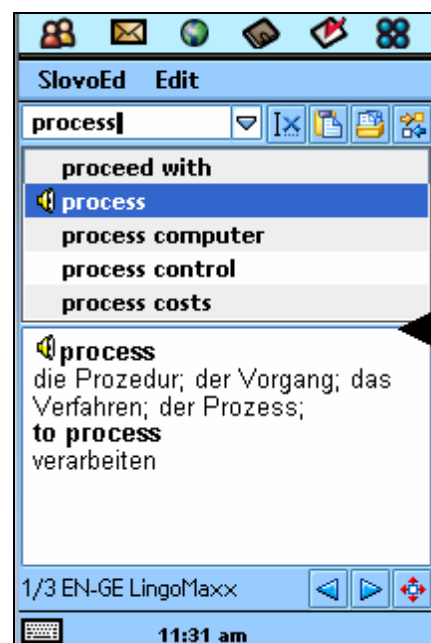 SlovoEd Edit
process
proceed with
process
process computer
process control
process costs
process
die Prozedur; der Vorgang; das
Verfahren; der Prozess;
to process
verarbeiten
1/3 EN-GE LingoMaxx
11:31 am